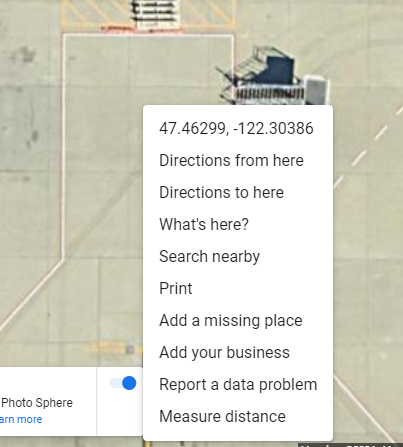 47.46299, -122.30386
Directions from here
Directions to here
What's here?
Search nearby
Print
Add a missing place
Add your business
Report a data problem
Measure distance
Photo Sphere
arn more